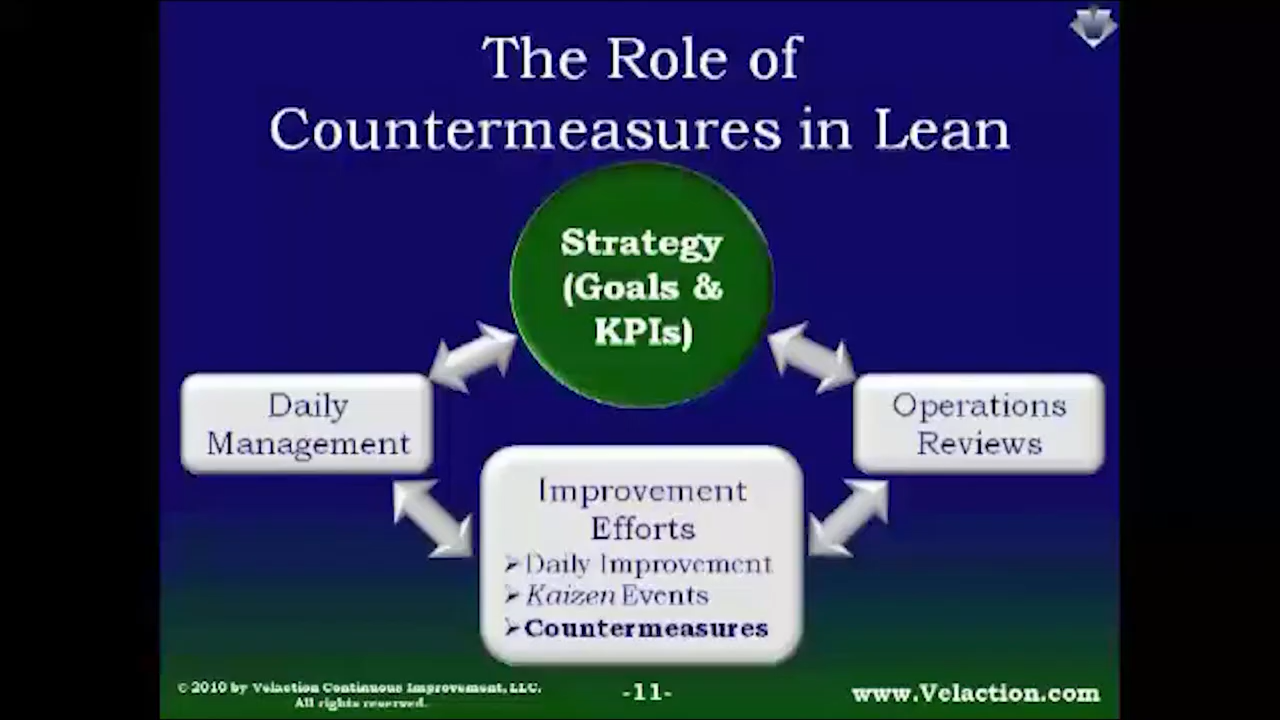 The Role of
Countermeasures in Lean
Strategy
(Goals &
KPIs)
Daily
Management
Operations
Reviews
Improvement
Efforts
➢Daily Improvement
➢Kaizen Events
➢Countermeasures
© 2010 by Velaction Continuous Improvement, LLC.
All rights reserved.
-11-
www.Velaction.com